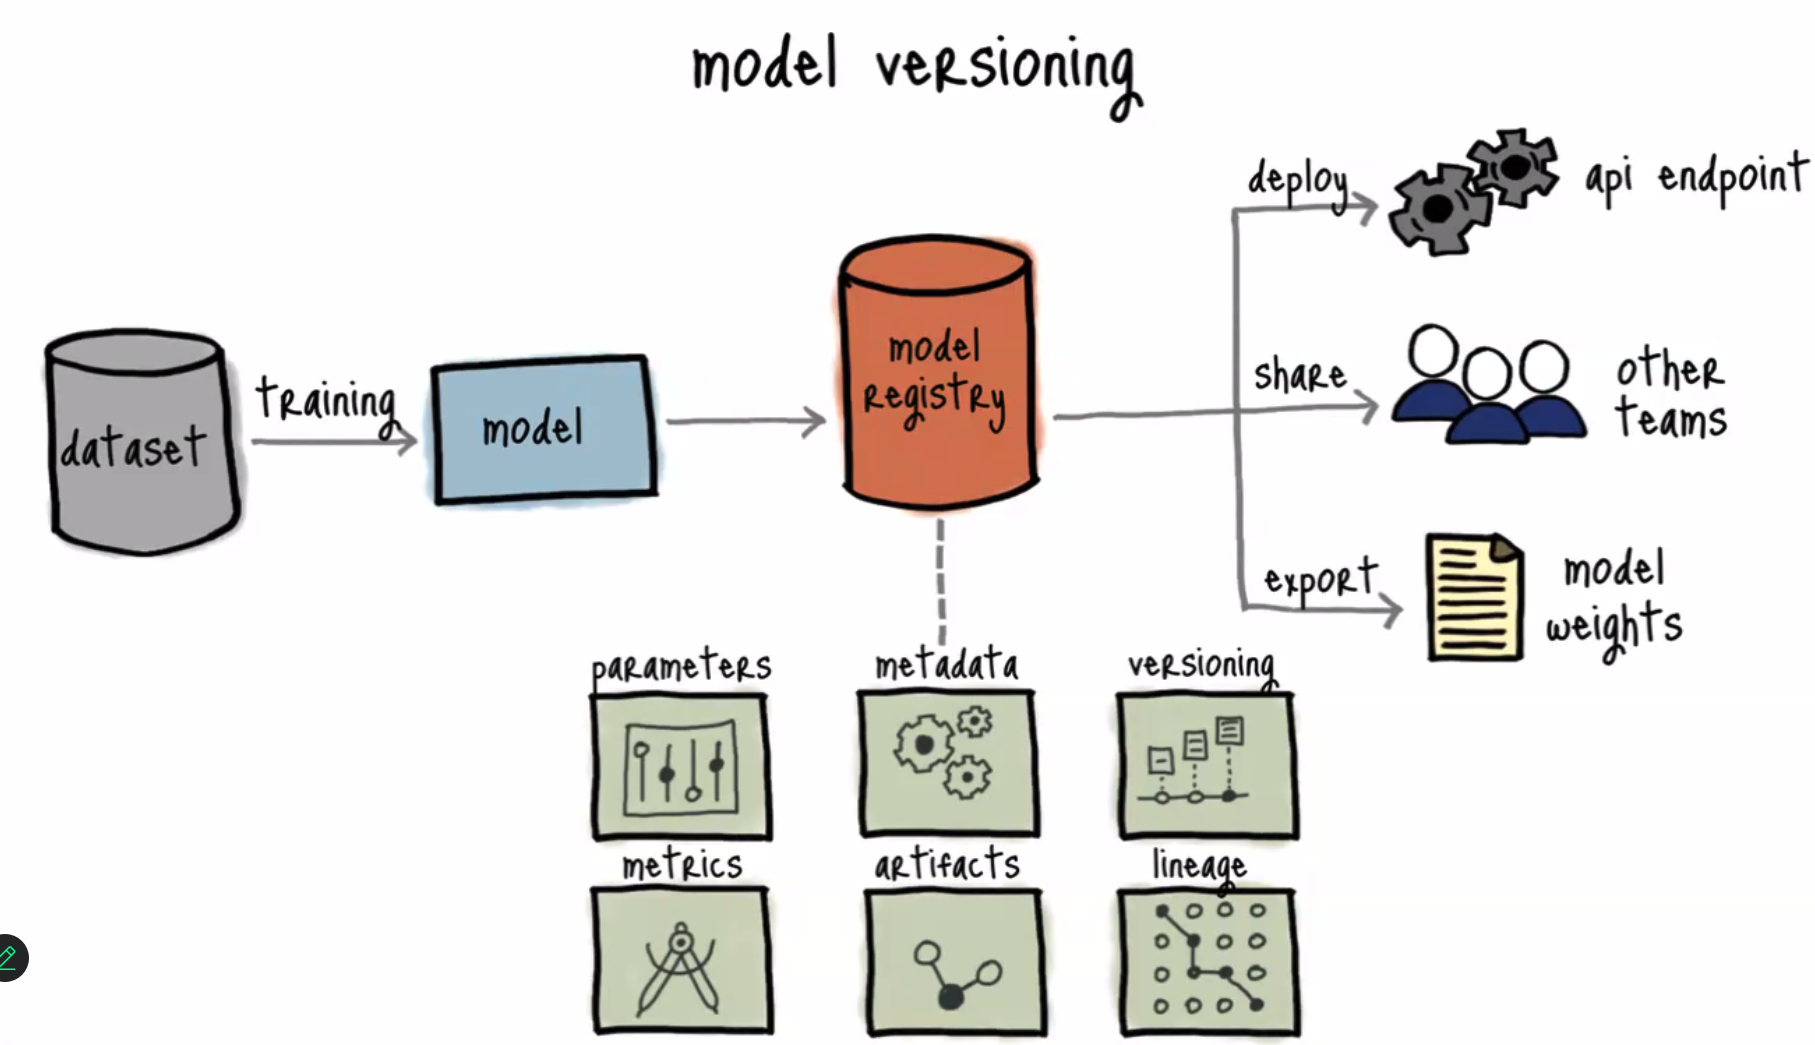 model versioning
deploy
api endpoint
dataset
training
model
model
registry
share
other
teams
export
model
weights
parameters
metadata
versioning
metrics
artifacts
lineage